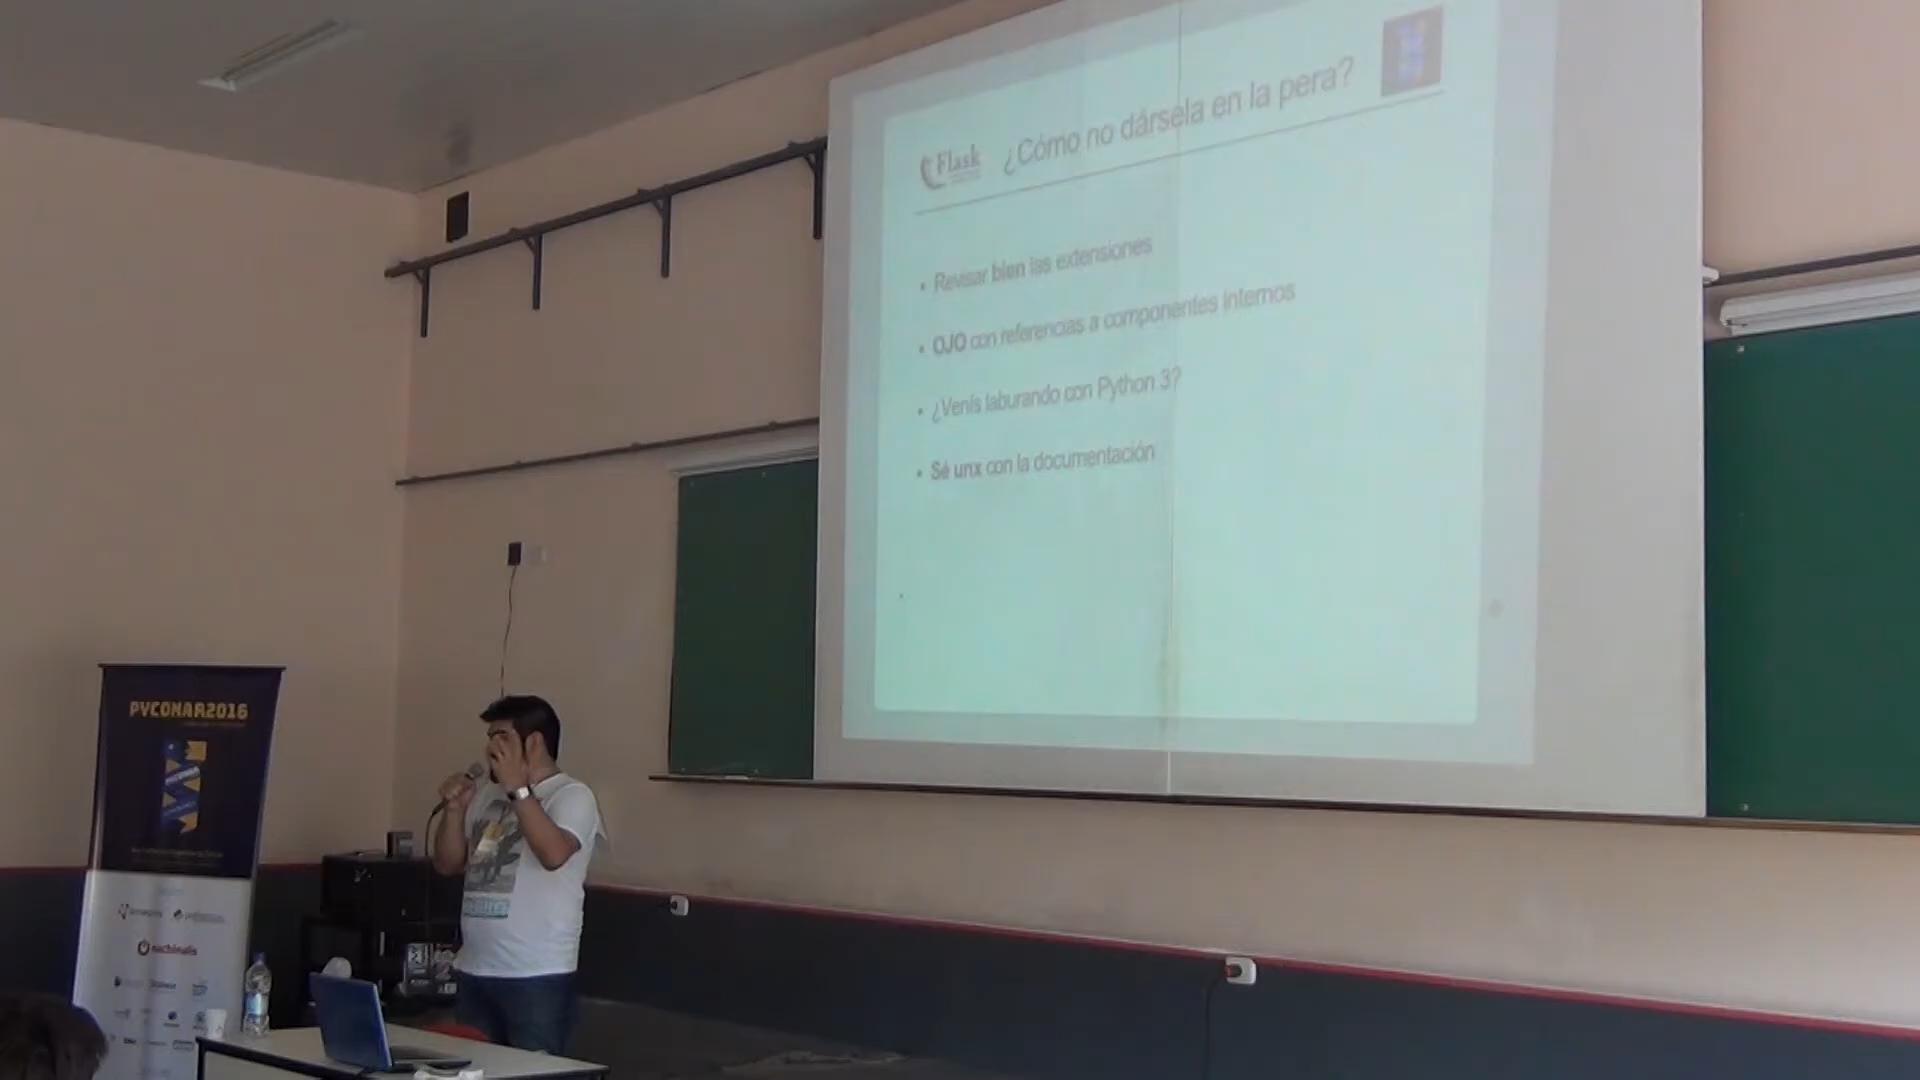 Flask
¿Cómo no dársela en la pera?
• Revisar bien las extensiones
• OJO con referencias a componentes internos
• ¿Venís laburando con Python 3?
• Sé unx con la documentación
PYCONAR2016